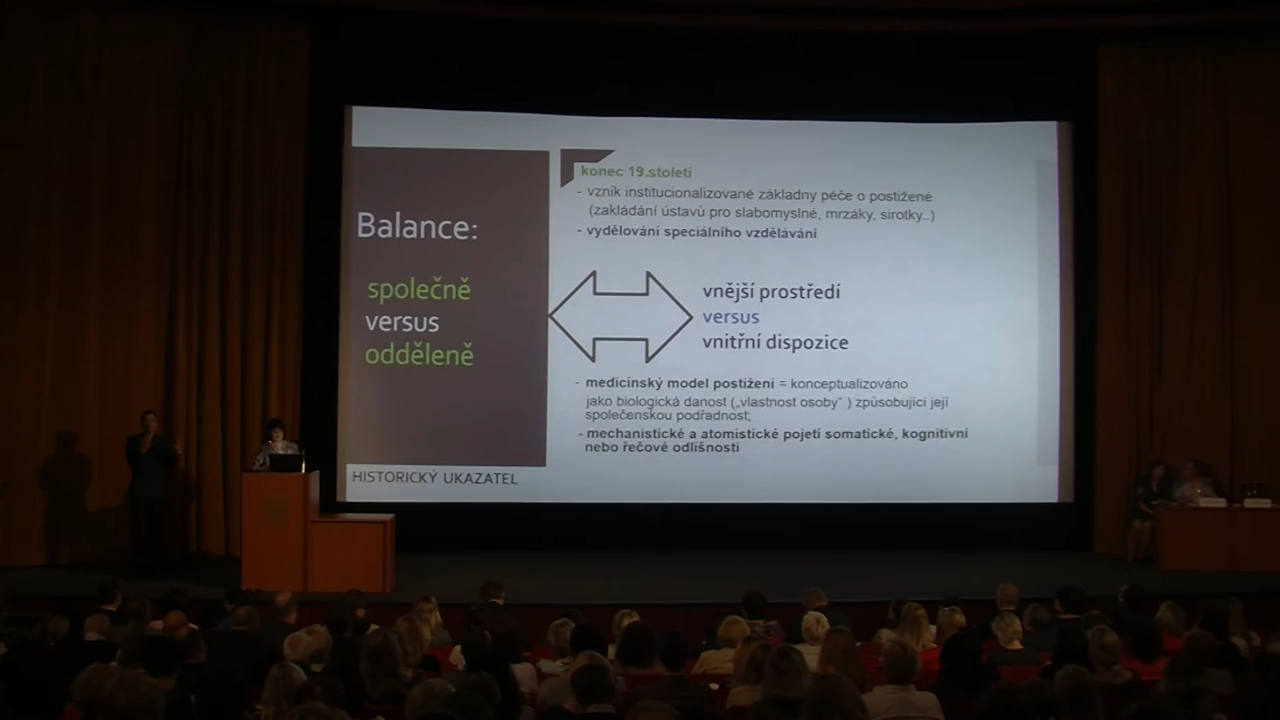 Balance:
společně
versus
odděleně
HISTORICKÝ UKAZATEL
konec 19.století
- vznik institucionalizované základny péče o postižené
(zakládání ústavů pro slabomyslné, mrzáky, sirotky...)
- vydělování speciálního vzdělávání
vnější prostředí
versus
vnitřní dispozice
- medicínský model postižení = konceptualizováno
jako biologická danost („vlastnost osoby" ) způsobující její
společenskou podřadnost;
- mechanistické a atomistické pojetí somatické, kognitivní
nebo řečové odlišnosti